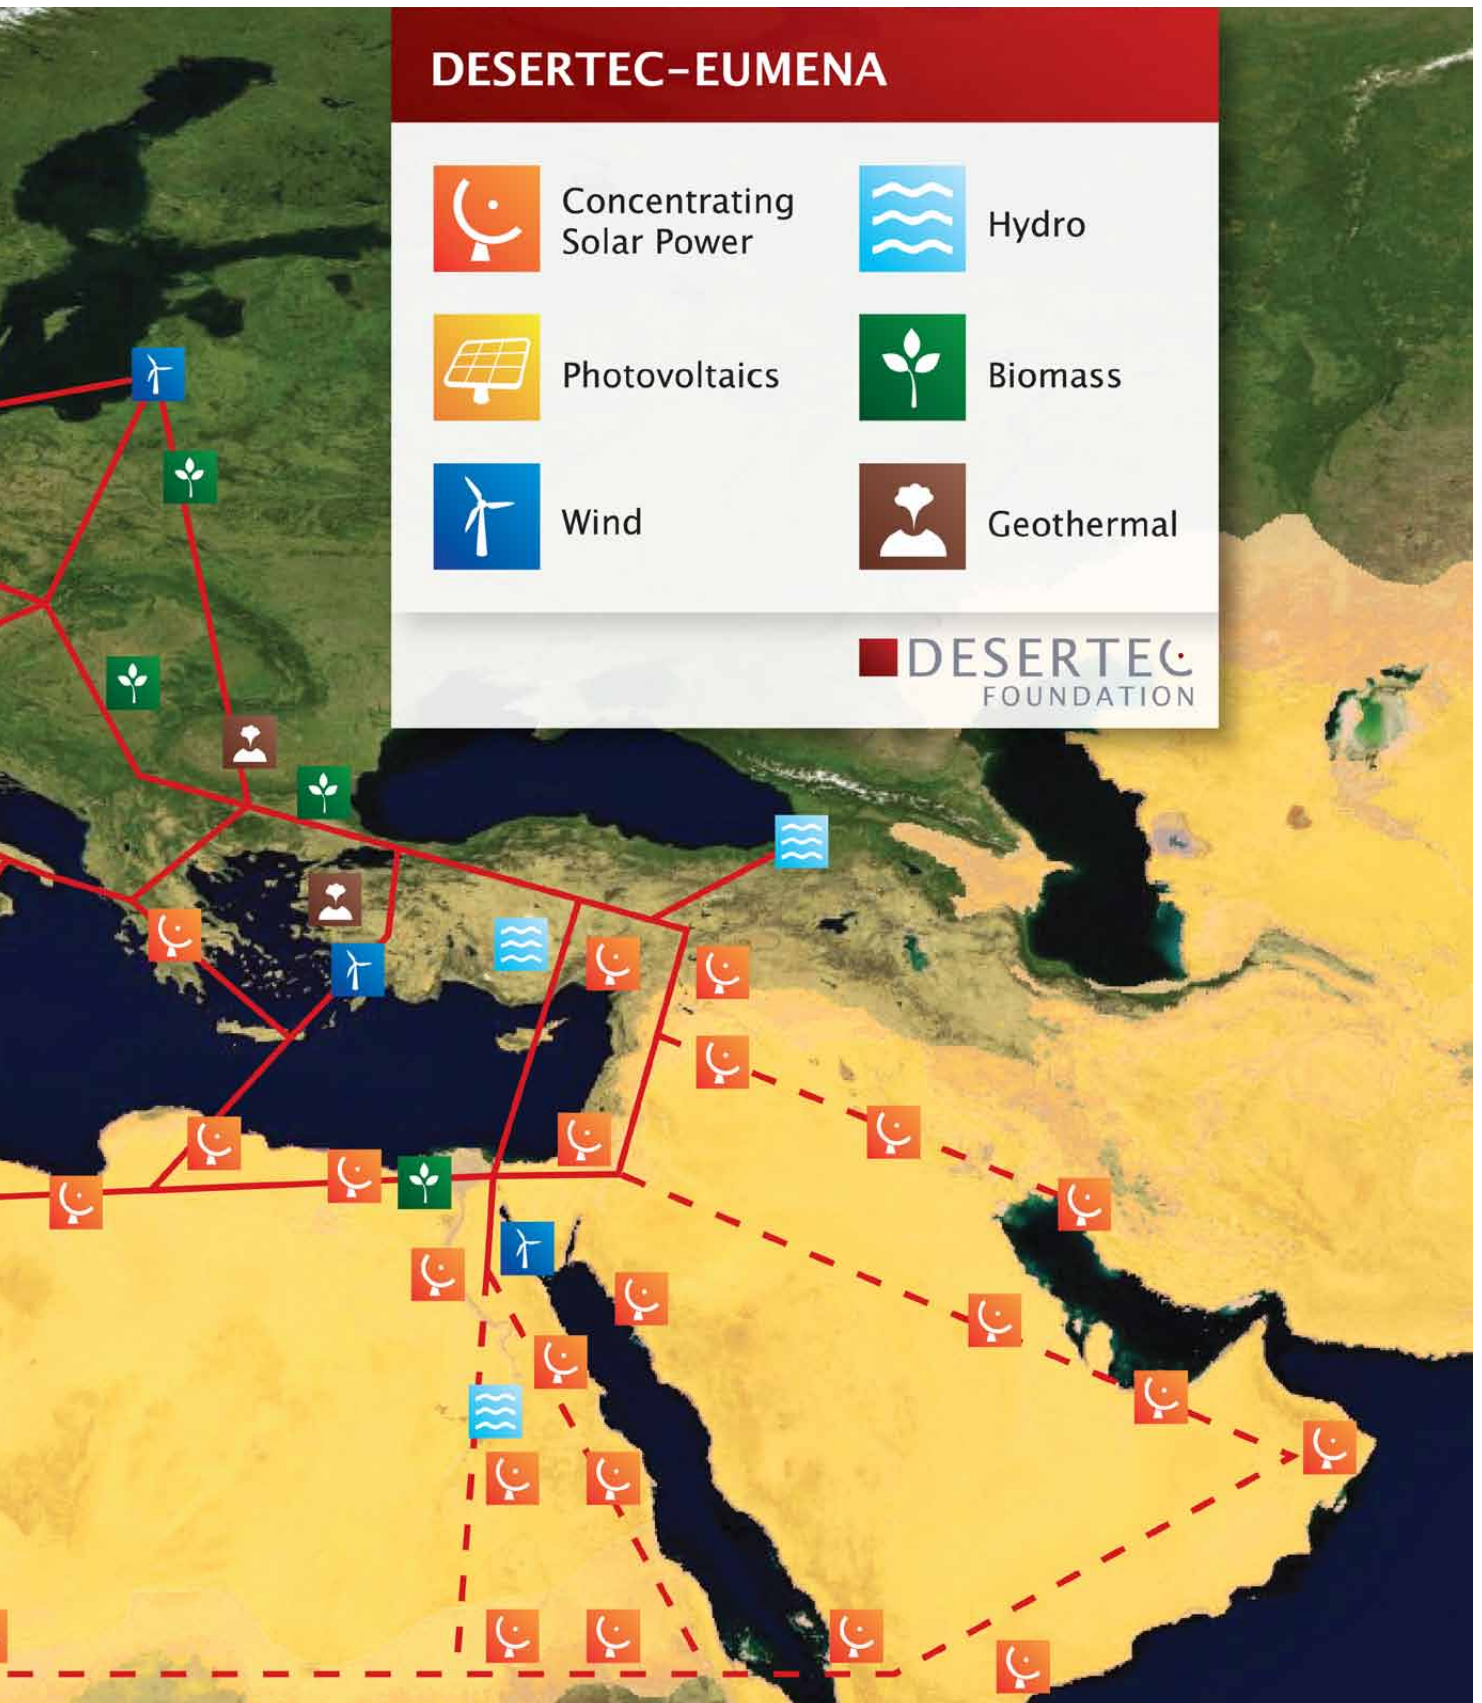 DESERTEC-EUMENA
Concentrating
Solar Power
Hydro
Photovoltaics
Biomass
Wind
Geothermal
DESERTEC
FOUNDATION